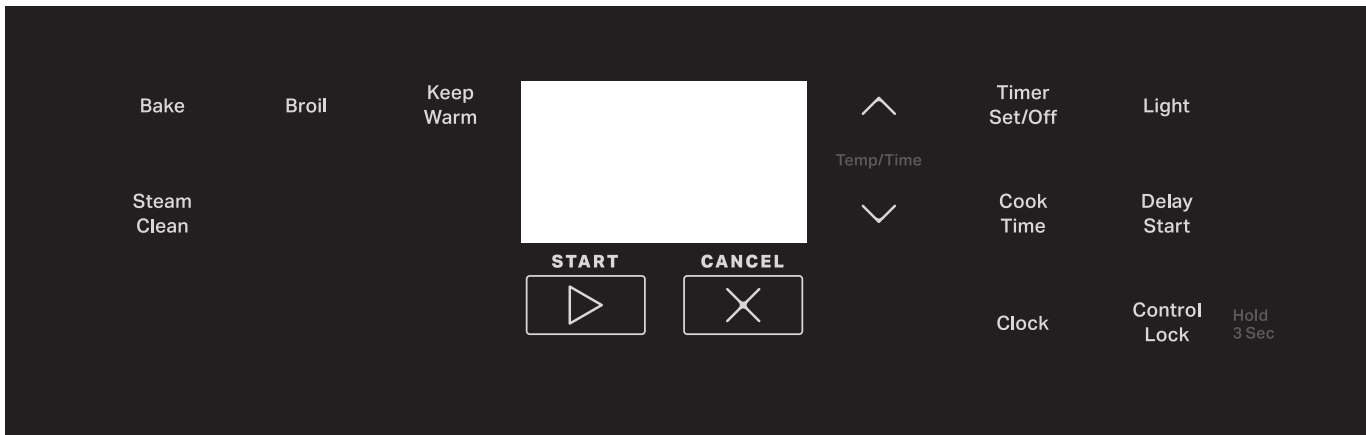 Bake
Broil
Keep
Warm
Steam
Clean
START
CANCEL
Temp/Time
Timer
Set/Off
Light
Cook
Time
Delay
Start
Clock
Control
Lock
Hold
3 Sec